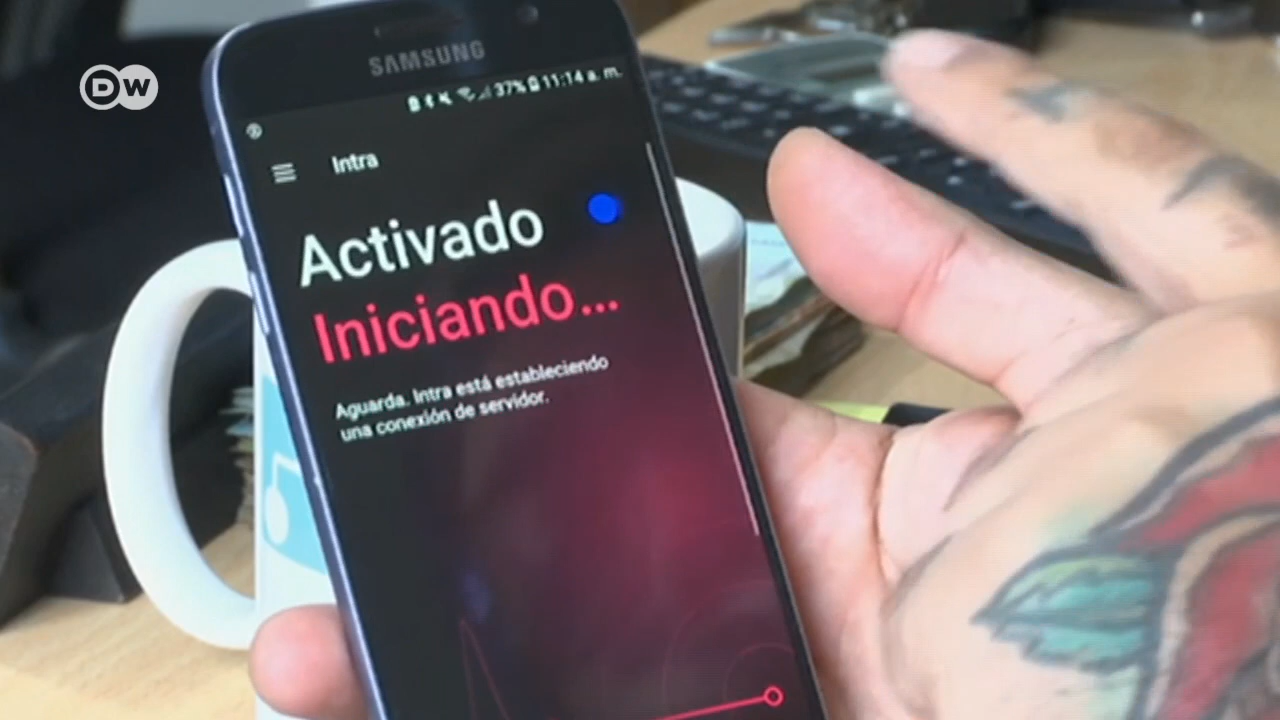 DW
SAMSUNG
37% 11:14 a. m.
Intra
Activado
Iniciando...
Aguarda. Intra está estableciendo
una conexión de servidor.